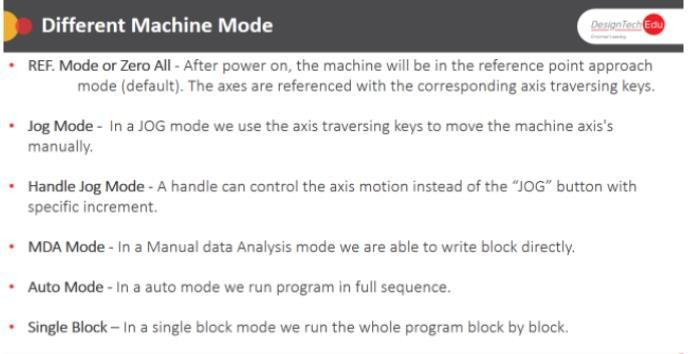 Different Machine Mode
DesignTech Edu
• REF. Mode or Zero All - After power on, the machine will be in the reference point approach
mode (default). The axes are referenced with the corresponding axis traversing keys.
• Jog Mode - In a JOG mode we use the axis traversing keys to move the machine axis's
manually.
• Handle Jog Mode - A handle can control the axis motion instead of the “JOG” button with
specific increment.
• MDA Mode - In a Manual data Analysis mode we are able to write block directly.
• Auto Mode - In a auto mode we run program in full sequence.
• Single Block – In a single block mode we run the whole program block by block.